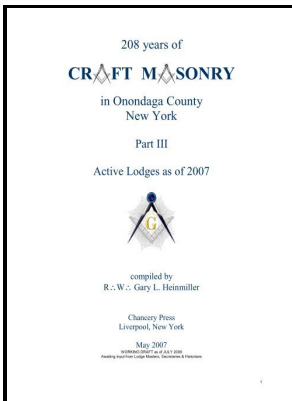 208 years of
CRAFT MASONRY
in Onondaga County
New York
Part III
Active Lodges as of 2007
G
compiled by
R∴W∴ Gary L. Heinmiller
Chancery Press
Liverpool, New York
May 2007
WORKING DRAFT as of JULY 2008
Awaiting input from Lodge Masters, Secretaries & Historians